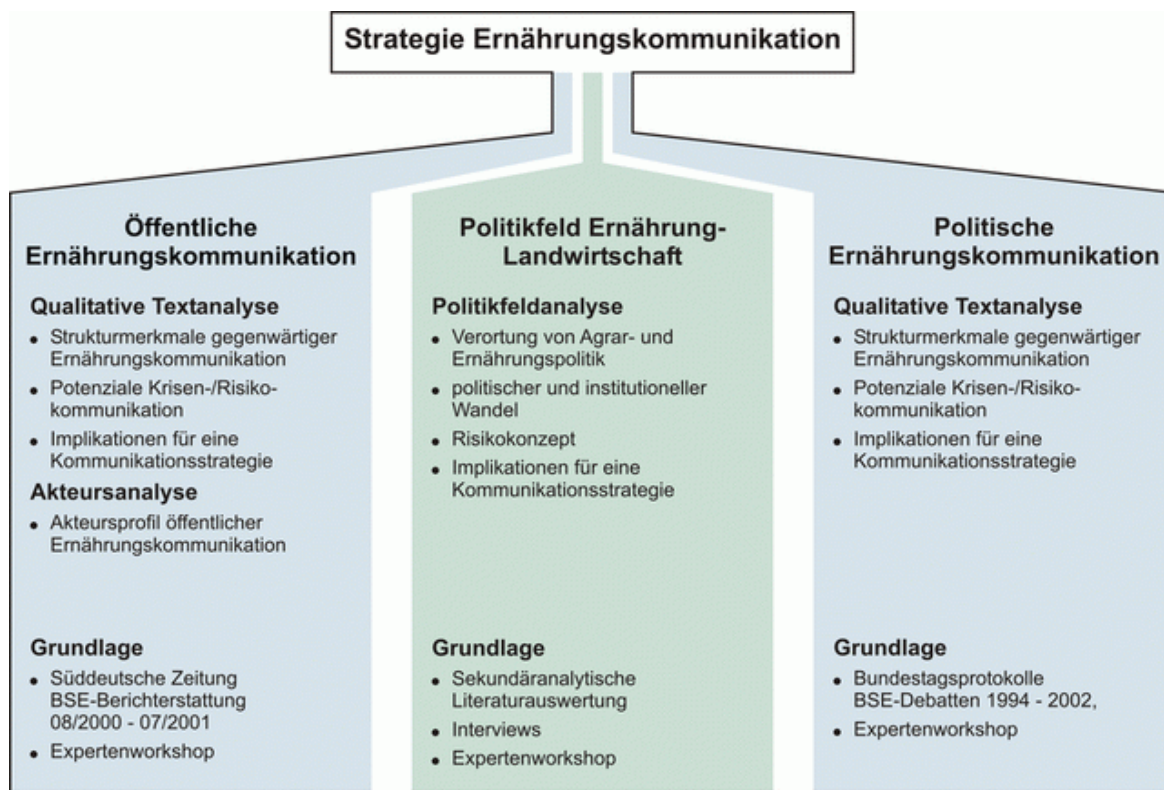 Strategie Ernährungskommunikation
Öffentliche
Ernährungskommunikation
Qualitative Textanalyse
• Strukturmerkmale gegenwärtiger
Ernährungskommunikation
• Potenziale Krisen-/Risiko-
kommunikation
• Implikationen für eine
Kommunikationsstrategie
Akteursanalyse
• Akteursprofil öffentlicher
Ernährungskommunikation
Grundlage
• Süddeutsche Zeitung
BSE-Berichterstattung
08/2000 - 07/2001
• Expertenworkshop
Politikfeld Ernährung-
Landwirtschaft
Politikfeldanalyse
• Verortung von Agrar- und
Ernährungspolitik
• politischer und institutioneller
Wandel
• Risikokonzept
• Implikationen für eine
Kommunikationsstrategie
Grundlage
• Sekundäranalytische
Literaturauswertung
• Interviews
• Expertenworkshop
Politische
Ernährungskommunikation
Qualitative Textanalyse
• Strukturmerkmale gegenwärtiger
Ernährungskommunikation
• Potenziale Krisen-/Risiko-
kommunikation
• Implikationen für eine
Kommunikationsstrategie
Grundlage
• Bundestagsprotokolle
BSE-Debatten 1994 - 2002,
• Expertenworkshop